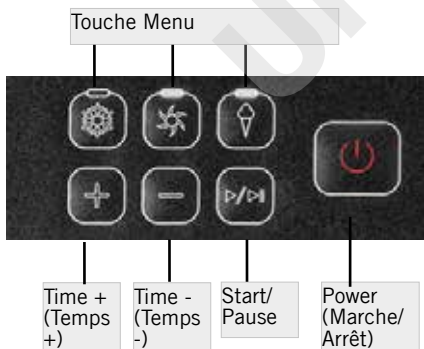 Touche Menu
Time +
(Temps
+)
Time -
(Temps
-)
Start/
Pause
Power
(Marche/
Arrêt)